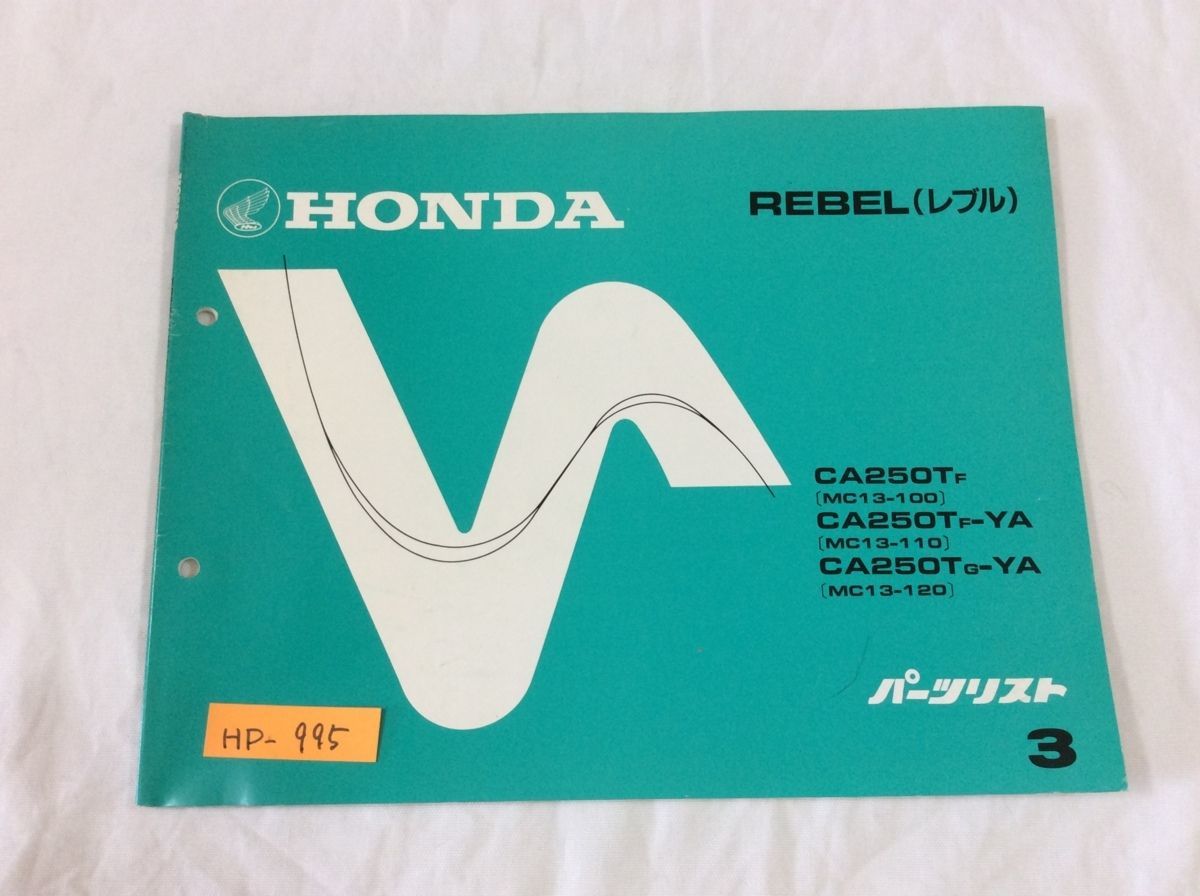 HONDA
REBEL(レブル)
CA250TF
〔MC13-100〕
CA250TF-YA
〔MC13-110〕
CA250TG-YA
〔MC13-120〕
パーツリスト
3
HP- 995